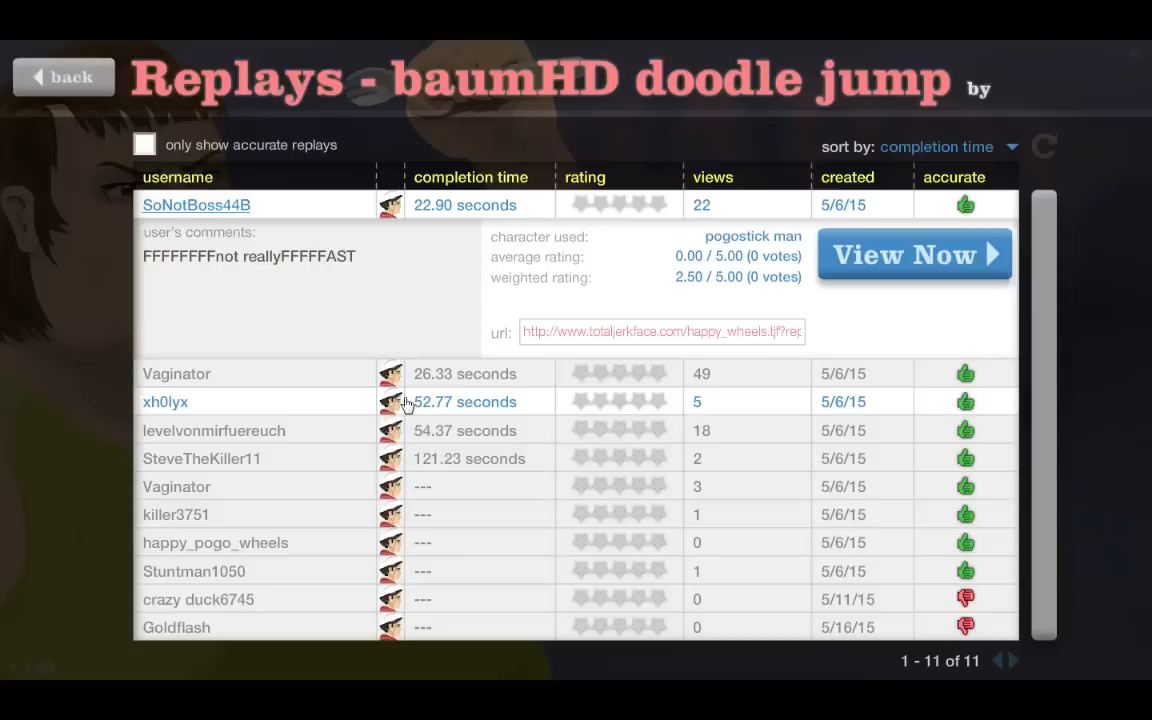 back
Replays - baumHD doodle jump by
only show accurate replays
sort by: completion time
username completion time rating views created accurate
SoNotBoss44B 22.90 seconds 22 5/6/15
user's comments:
FFFFFFFFnot reallyFFFFFAST
character used: pogostick man
average rating: 0.00 / 5.00 (0 votes)
weighted rating: 2.50 / 5.00 (0 votes)
View Now
url: http://www.totaljerkface.com/happy_wheels.tjf?rep
Vaginator 26.33 seconds 49 5/6/15
xh0lyx 52.77 seconds 5 5/6/15
levelvonmirfuereuch 54.37 seconds 18 5/6/15
SteveTheKiller11 121.23 seconds 2 5/6/15
Vaginator --- 3 5/6/15
killer3751 --- 1 5/6/15
happy_pogo_wheels --- 0 5/6/15
Stuntman1050 --- 1 5/6/15
crazy duck6745 --- 0 5/11/15
Goldflash --- 0 5/16/15
1 - 11 of 11